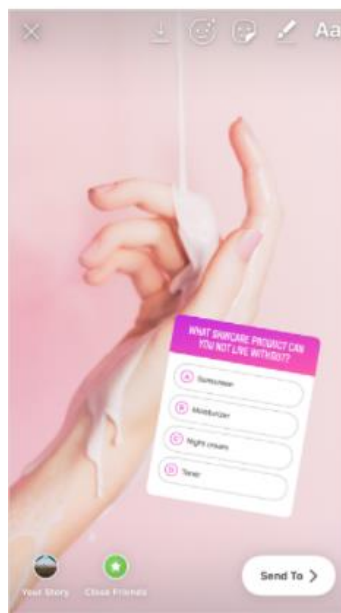 Aa
WHAT SKINCARE PRODUCT CAN
YOU NOT LIVE WITHOUT?
A Sunscreen
B Moisturizer
C Night cream
D Toner
Your Story
Close Friends
Send To >